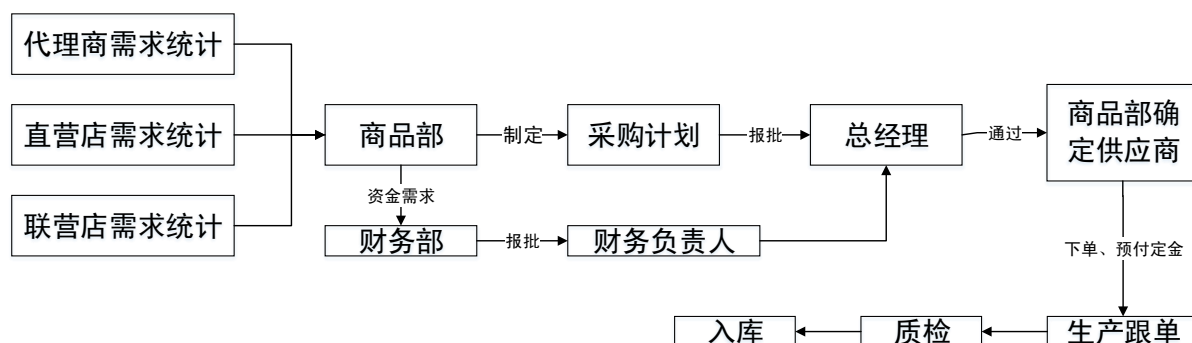 代理商需求统计
直营店需求统计
商品部
制定
采购计划
报批
总经理
通过
商品部确
定供应商
资金需求
联营店需求统计
财务部
报批
财务负责人
下单、预付定金
入库
质检
生产跟单